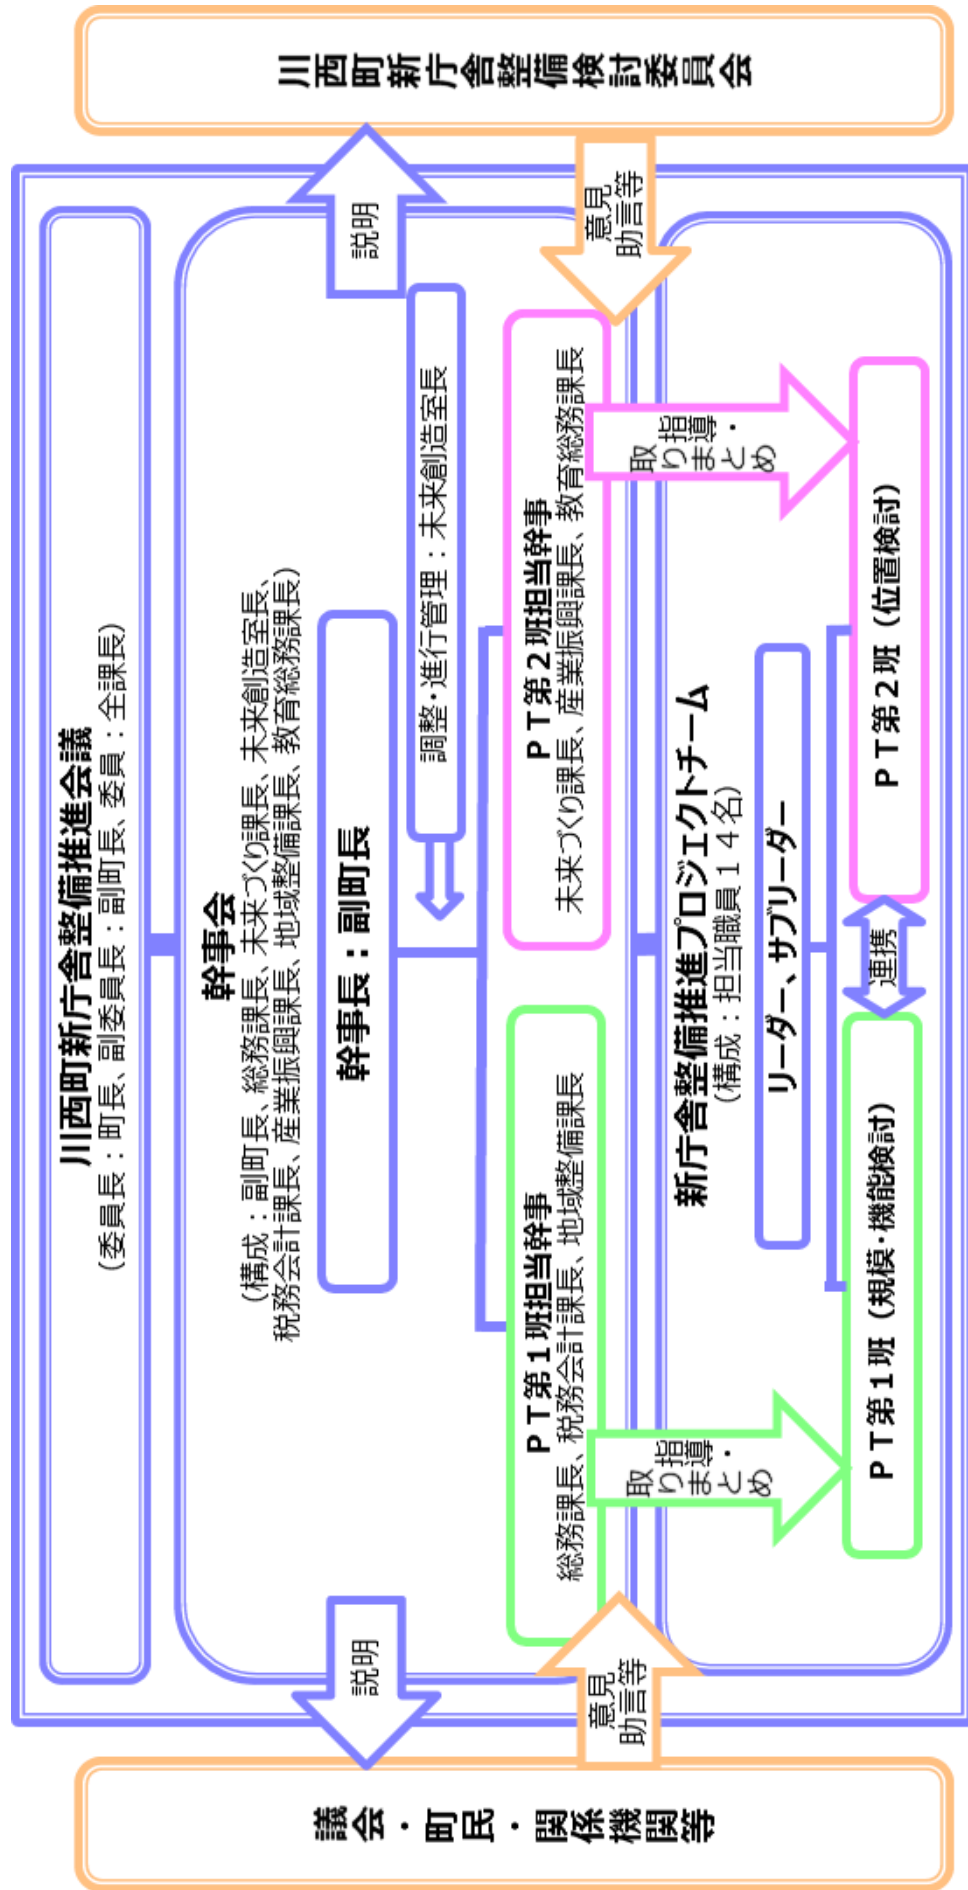 川西町新庁舎整備推進会議
（委員長：町長、副委員長：副町長、委員：全課長）
幹事会
（構成：副町長、総務課長、未来づくり課長、未来創造室長、
税務会計課長、産業振興課長、地域整備課長、教育総務課長）
幹事長：副町長
調整・進行管理：未来創造室長
ＰＴ第１班担当幹事
総務課長、税務会計課長、地域整備課長
ＰＴ第２班担当幹事
未来づくり課長、産業振興課長、教育総務課長
指導・
取りまとめ
指導・
取りまとめ
新庁舎整備推進プロジェクトチーム
（構成：担当職員１４名）
リーダー、サブリーダー
ＰＴ第１班（規模・機能検討）
連携
ＰＴ第２班（位置検討）
議会・町民・関係機関等
説明
意見
助言等
川西町新庁舎整備検討委員会
説明
意見
助言等